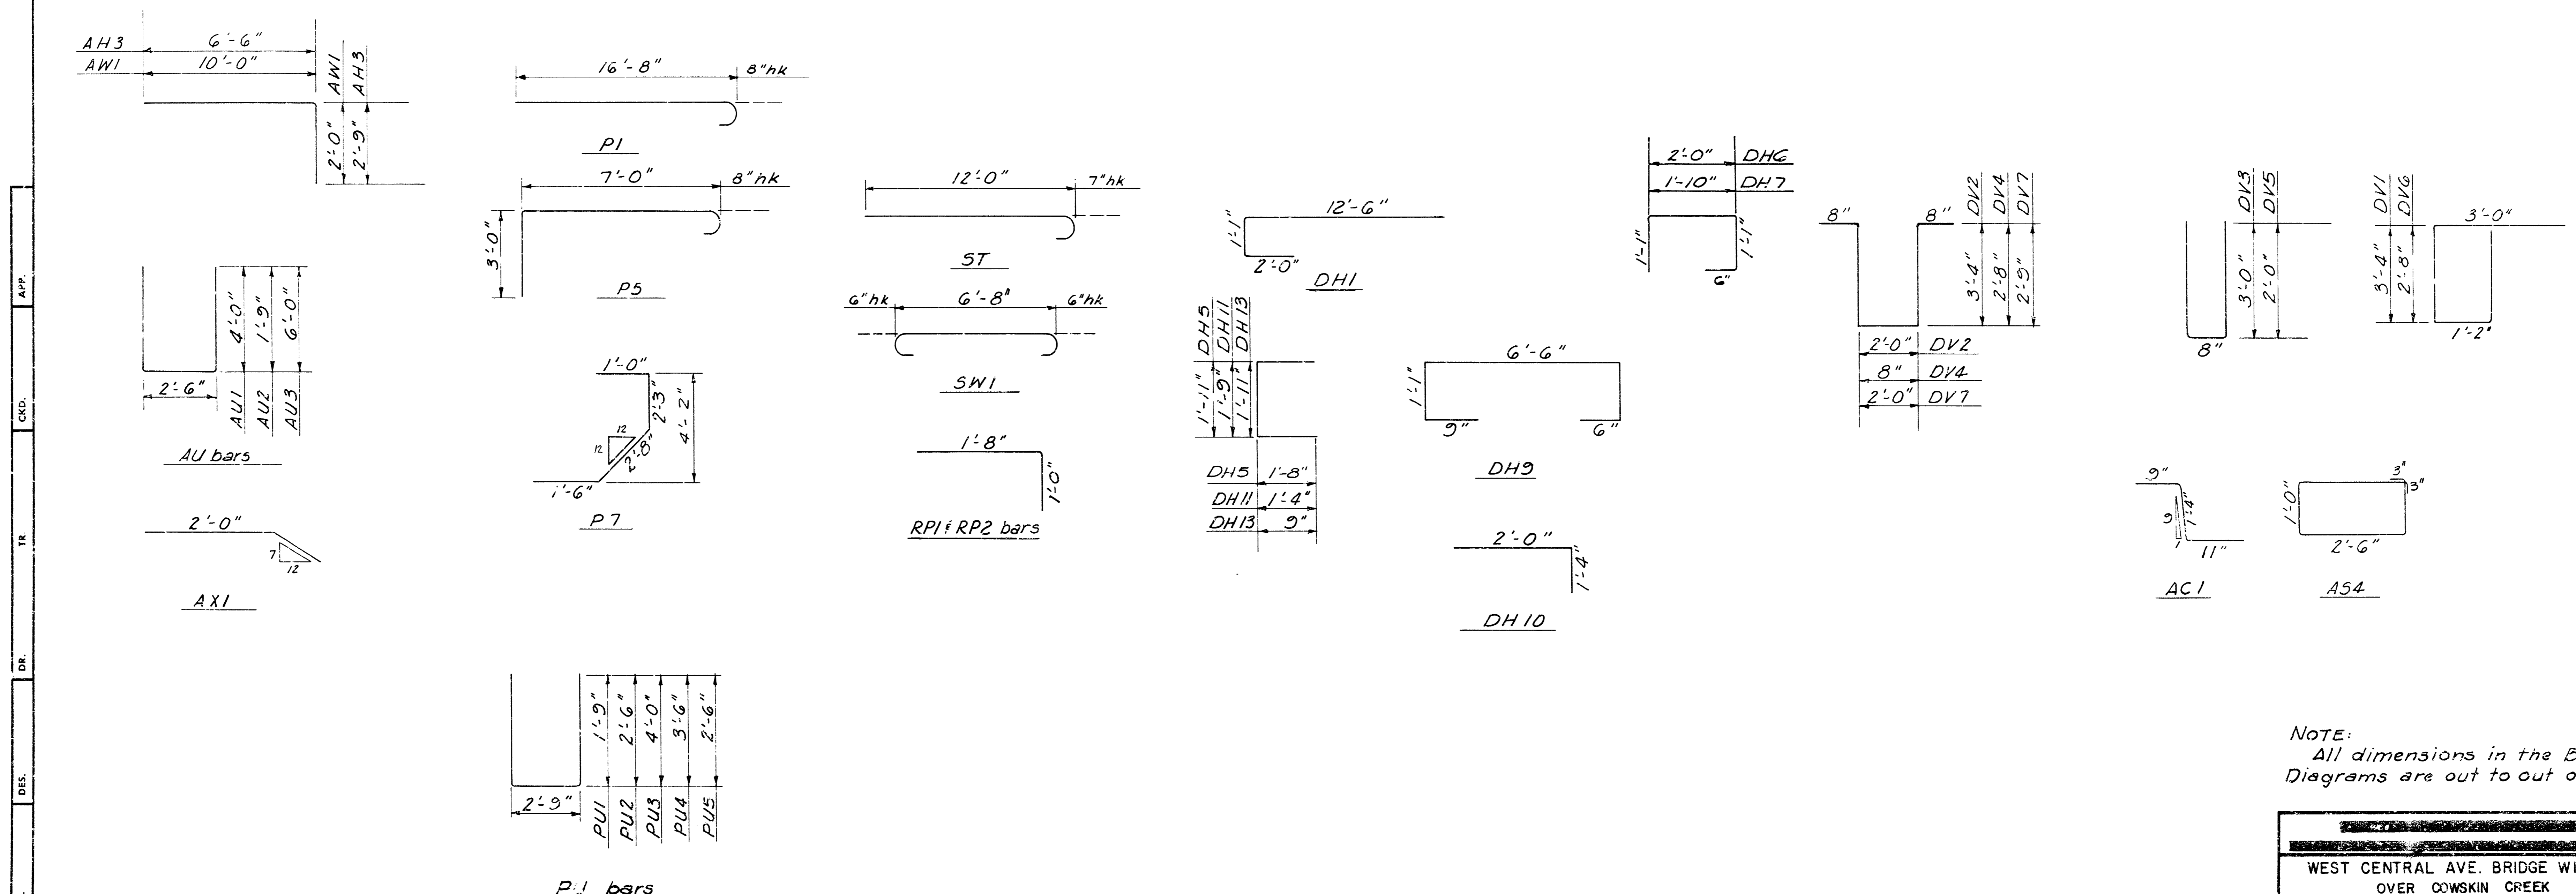 AH3 6'-6"
AW1 10'-0"
AW1 AH3
2'-0" 2'-9"
4'-0" 1'-9" 6'-0"
2'-6"
AU1 AU2 AU3
AU bars
2'-0"
7
12
AX1
16'-8" 8"hk
P1
7'-0" 8"hk
3'-0"
P5
1'-0"
2'-3"
4'-2"
12
12
2'-8"
1'-6"
P7
1'-9" 2'-6" 4'-0" 3'-6" 2'-6"
2'-9"
PU1 PU2 PU3 PU4 PU5
PU bars
12'-0" 7"hk
ST
6"hk 6'-8" 6"hk
SW1
1'-8"
1'-0"
RP1 & RP2 bars
12'-6"
1'-1"
2'-0"
DH1
DH5 DH11 DH13
1'-11" 1'-9" 1'-11"
DH5 1'-8"
DH11 1'-4"
DH13 9"
6'-6"
1'-1"
9" 6"
DH9
2'-0"
1'-4"
DH10
2'-0" DH6
1'-10" DH7
1'-1" 1'-1"
6"
8" 8"
DV2 DV4 DV7
3'-4" 2'-8" 2'-9"
2'-0" DV2
8" DV4
2'-0" DV7
DV3 DV5
3'-0" 2'-0"
8"
DV1 DV6
3'-4" 2'-8"
3'-0"
1'-2"
9"
9
1'-4"
1
11"
AC1
3"
3"
1'-0"
2'-6"
AS4
APP.
CKD.
TR.
DR.
DES.
NOTE:
All dimensions in the B
Diagrams are out to out o
WEST CENTRAL AVE. BRIDGE WI
OVER COWSKIN CREEK